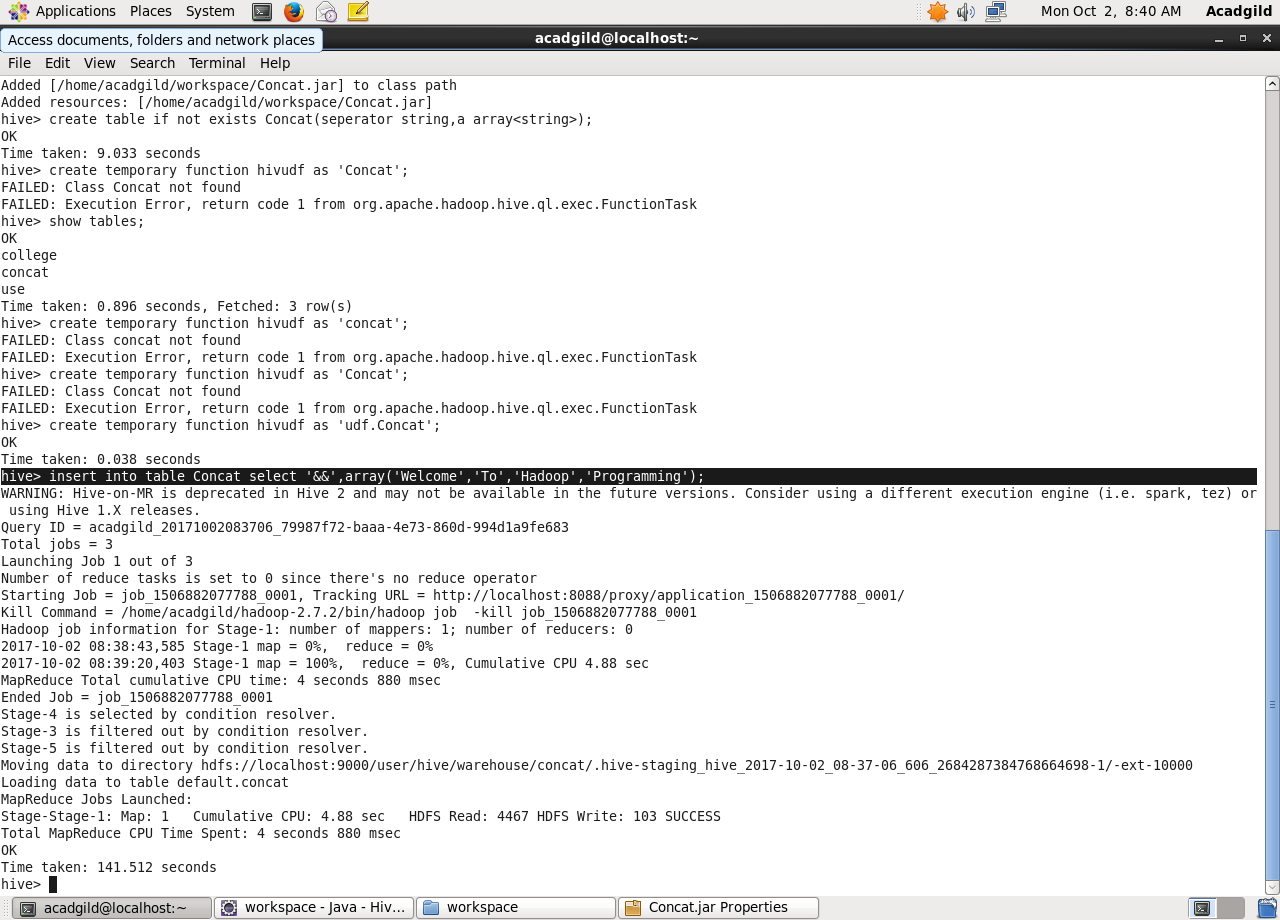 Applications Places System Mon Oct 2, 8:40 AM Acadgild
Access documents, folders and network places
acadgild@localhost:~
File Edit View Search Terminal Help
Added [/home/acadgild/workspace/Concat.jar] to class path
Added resources: [/home/acadgild/workspace/Concat.jar]
hive> create table if not exists Concat(seperator string,a array<string>);
OK
Time taken: 9.033 seconds
hive> create temporary function hivudf as 'Concat';
FAILED: Class Concat not found
FAILED: Execution Error, return code 1 from org.apache.hadoop.hive.ql.exec.FunctionTask
hive> show tables;
OK
college
concat
use
Time taken: 0.896 seconds, Fetched: 3 row(s)
hive> create temporary function hivudf as 'concat';
FAILED: Class concat not found
FAILED: Execution Error, return code 1 from org.apache.hadoop.hive.ql.exec.FunctionTask
hive> create temporary function hivudf as 'Concat';
FAILED: Class Concat not found
FAILED: Execution Error, return code 1 from org.apache.hadoop.hive.ql.exec.FunctionTask
hive> create temporary function hivudf as 'udf.Concat';
OK
Time taken: 0.038 seconds
hive> insert into table Concat select '&&',array('Welcome','To','Hadoop','Programming');
WARNING: Hive-on-MR is deprecated in Hive 2 and may not be available in the future versions. Consider using a different execution engine (i.e. spark, tez) or
 using Hive 1.X releases.
Query ID = acadgild_20171002083706_79987f72-baaa-4e73-860d-994d1a9fe683
Total jobs = 3
Launching Job 1 out of 3
Number of reduce tasks is set to 0 since there's no reduce operator
Starting Job = job_1506882077788_0001, Tracking URL = http://localhost:8088/proxy/application_1506882077788_0001/
Kill Command = /home/acadgild/hadoop-2.7.2/bin/hadoop job  -kill job_1506882077788_0001
Hadoop job information for Stage-1: number of mappers: 1; number of reducers: 0
2017-10-02 08:38:43,585 Stage-1 map = 0%,  reduce = 0%
2017-10-02 08:39:20,403 Stage-1 map = 100%,  reduce = 0%, Cumulative CPU 4.88 sec
MapReduce Total cumulative CPU time: 4 seconds 880 msec
Ended Job = job_1506882077788_0001
Stage-4 is selected by condition resolver.
Stage-3 is filtered out by condition resolver.
Stage-5 is filtered out by condition resolver.
Moving data to directory hdfs://localhost:9000/user/hive/warehouse/concat/.hive-staging_hive_2017-10-02_08-37-06_606_2684287384768664698-1/-ext-10000
Loading data to table default.concat
MapReduce Jobs Launched:
Stage-Stage-1: Map: 1   Cumulative CPU: 4.88 sec   HDFS Read: 4467 HDFS Write: 103 SUCCESS
Total MapReduce CPU Time Spent: 4 seconds 880 msec
OK
Time taken: 141.512 seconds
hive>
acadgild@localhost:~ workspace - Java - Hiv... workspace Concat.jar Properties